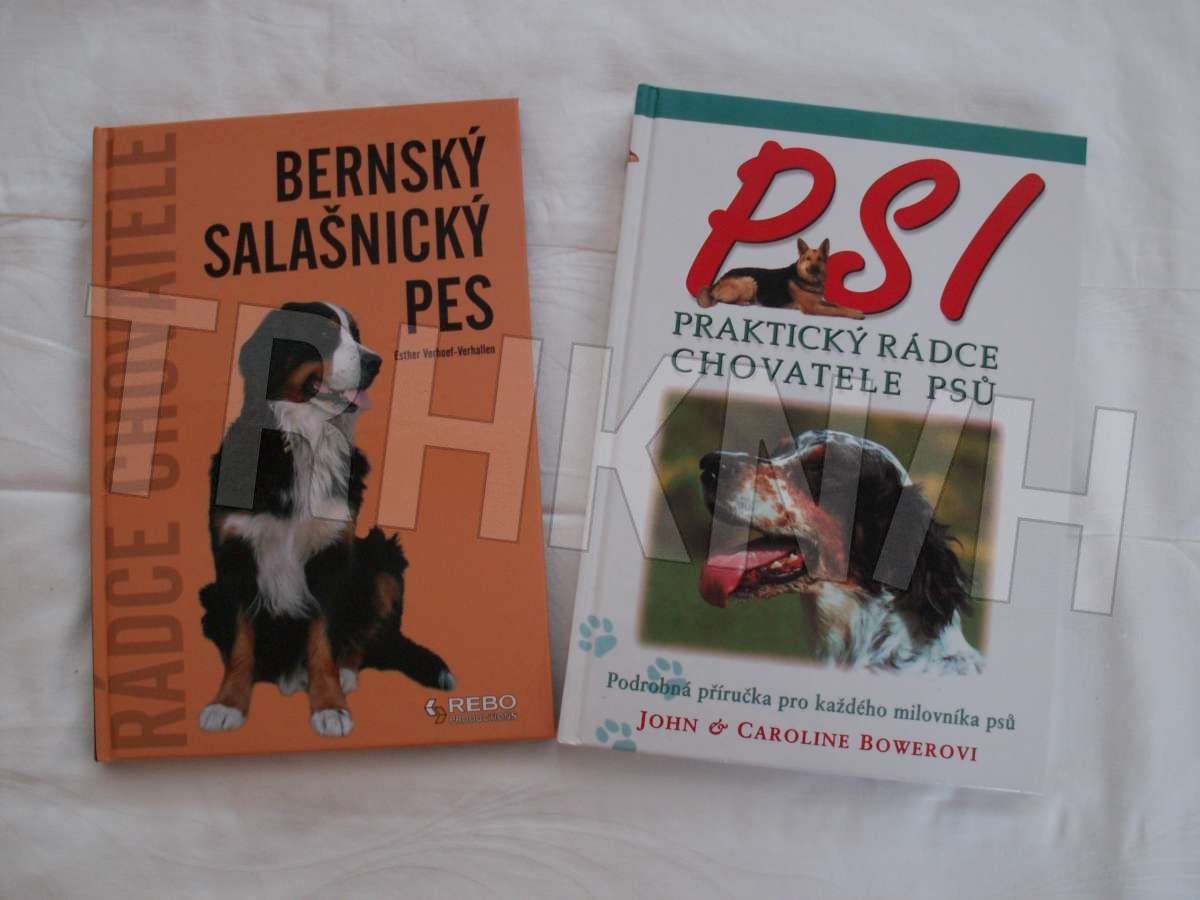 RÁDCE CHOVATELE
BERNSKÝ
SALAŠNICKÝ
PES
Esther Verhoef-Verhallen
REBO
PRODUCTIONS
PSI
PRAKTICKÝ RÁDCE
CHOVATELE PSŮ
Podrobná příručka pro každého milovníka psů
JOHN & CAROLINE BOWEROVI
TRHKNIH